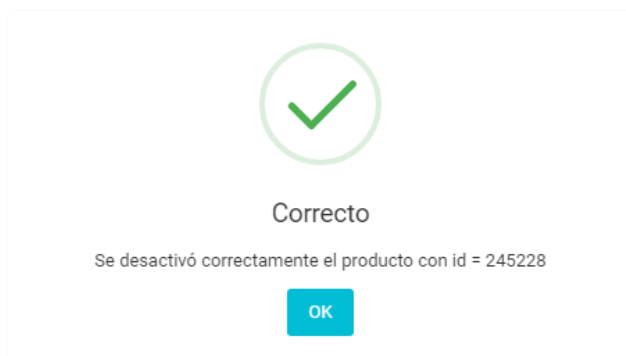 Correcto
Se desactivó correctamente el producto con id = 245228
OK